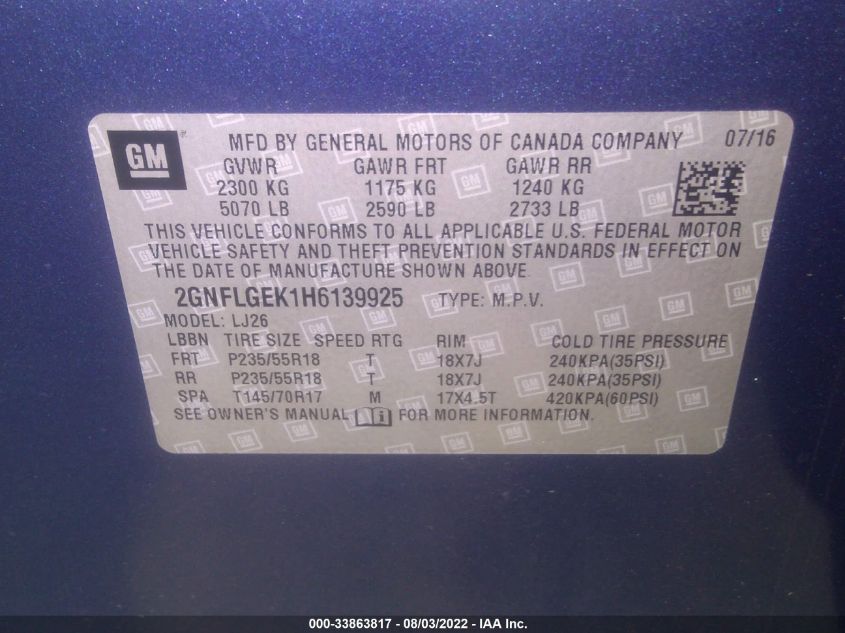 GM
MFD BY GENERAL MOTORS OF CANADA COMPANY 07/16
GVWR GAWR FRT GAWR RR
2300 KG 1175 KG 1240 KG
5070 LB 2590 LB 2733 LB
THIS VEHICLE CONFORMS TO ALL APPLICABLE U.S. FEDERAL MOTOR
VEHICLE SAFETY AND THEFT PREVENTION STANDARDS IN EFFECT ON
THE DATE OF MANUFACTURE SHOWN ABOVE.
2GNFLGEK1H6139925 TYPE: M.P.V.
MODEL: LJ26
LBBN TIRE SIZE SPEED RTG RIM COLD TIRE PRESSURE
FRT P235/55R18 T 18X7J 240KPA(35PSI)
RR P235/55R18 T 18X7J 240KPA(35PSI)
SPA T145/70R17 M 17X4.5T 420KPA(60PSI)
SEE OWNER'S MANUAL i FOR MORE INFORMATION.
000-33863817 - 08/03/2022 - IAA Inc.